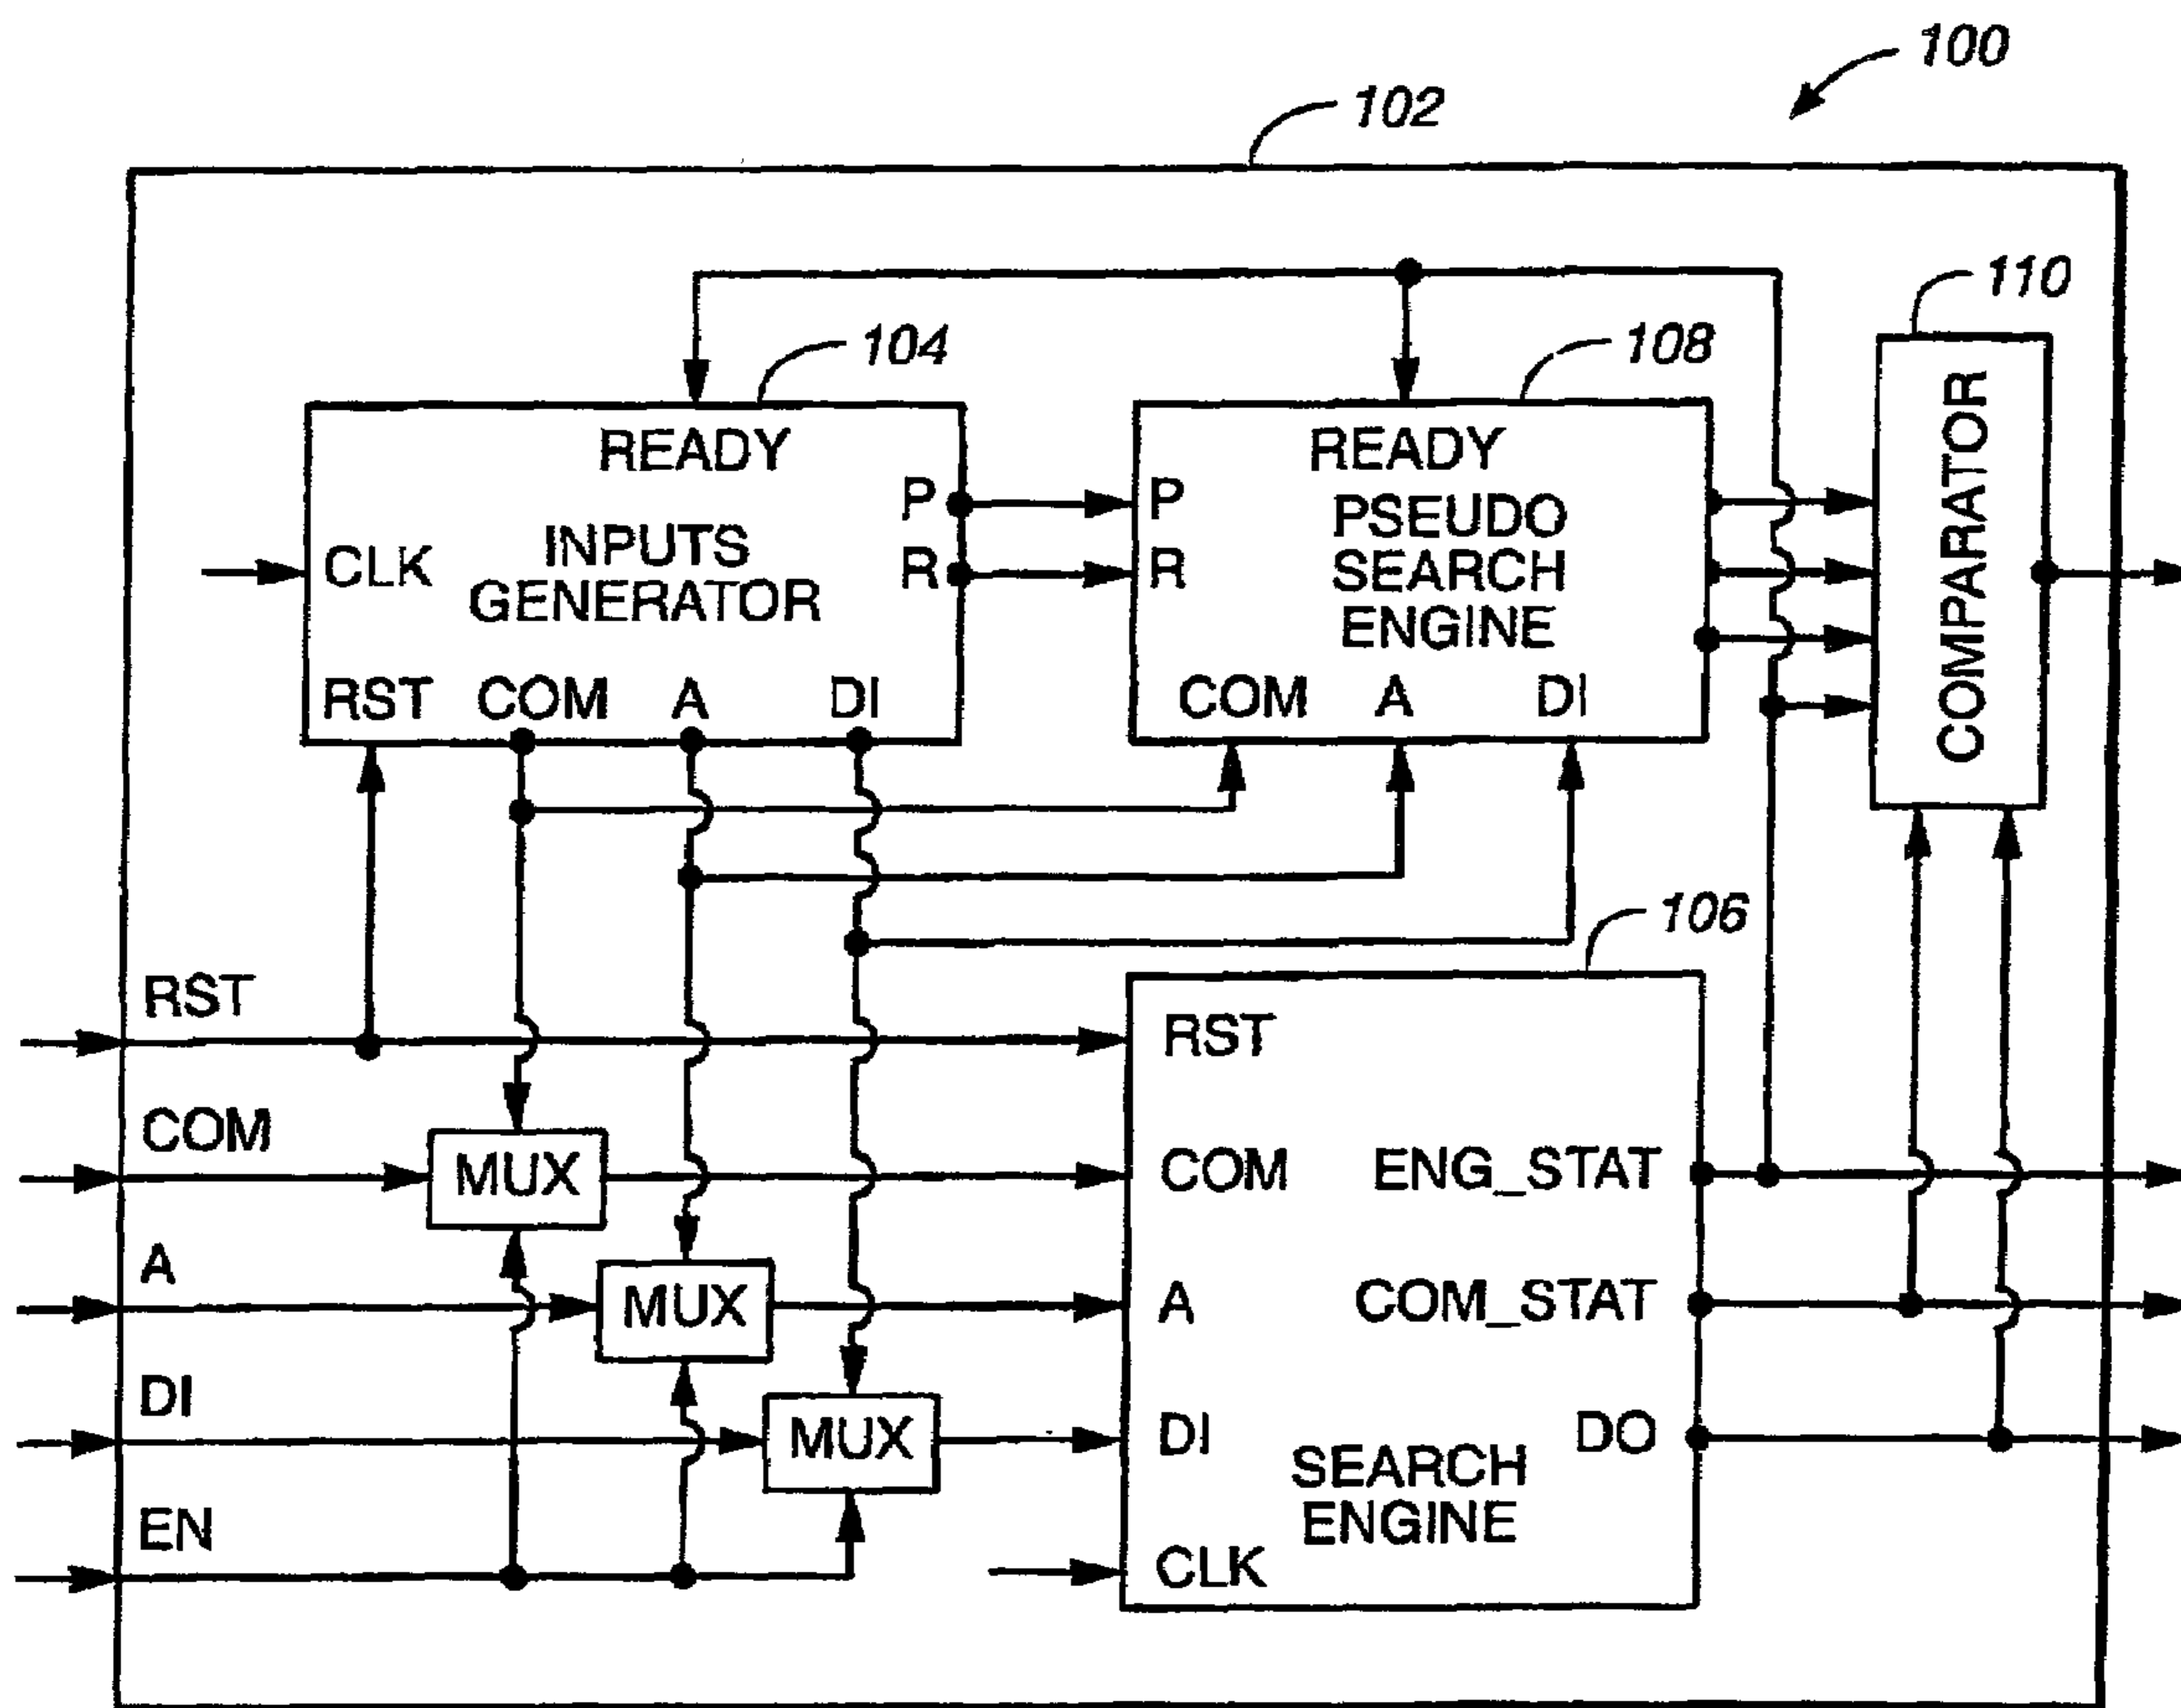 100
102
110
104
108
READY
CLK
INPUTS
GENERATOR
P
R
RST COM A DI
READY
P
R
PSEUDO
SEARCH
ENGINE
COM A DI
COMPARATOR
106
RST
COM
A
DI
EN
MUX
MUX
MUX
RST
COM
A
DI
CLK
ENG_STAT
COM_STAT
DO
SEARCH
ENGINE